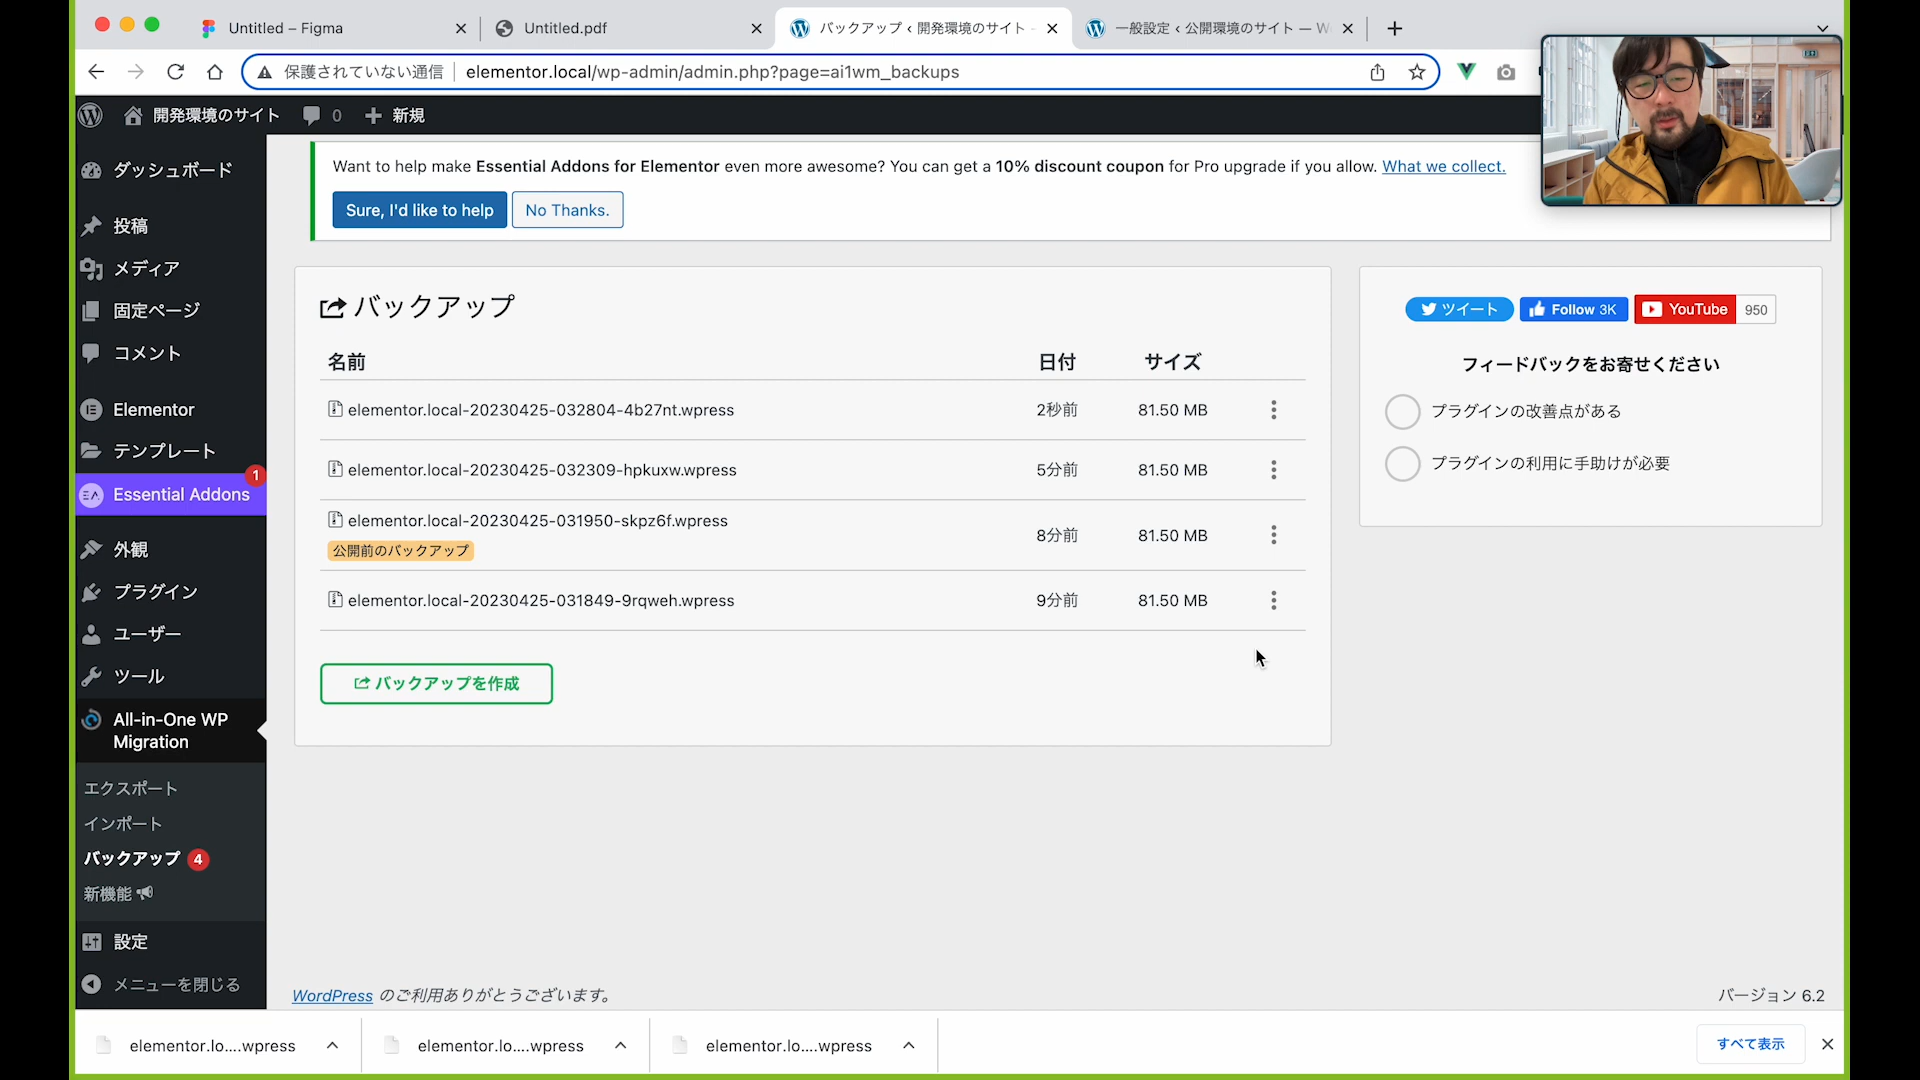 Untitled – Figma
Untitled.pdf
バックアップ ‹ 開発環境のサイト -
一般設定 ‹ 公開環境のサイト — W
保護されていない通信
elementor.local/wp-admin/admin.php?page=ai1wm_backups
開発環境のサイト
0
新規
ダッシュボード
投稿
メディア
固定ページ
コメント
Elementor
テンプレート
1
Essential Addons
外観
プラグイン
ユーザー
ツール
All-in-One WP
Migration
エクスポート
インポート
バックアップ 4
新機能
設定
メニューを閉じる
Want to help make Essential Addons for Elementor even more awesome? You can get a 10% discount coupon for Pro upgrade if you allow. What we collect.
Sure, I'd like to help
No Thanks.
バックアップ
名前 日付 サイズ
elementor.local-20230425-032804-4b27nt.wpress 2秒前 81.50 MB
elementor.local-20230425-032309-hpkuxw.wpress 5分前 81.50 MB
elementor.local-20230425-031950-skpz6f.wpress 8分前 81.50 MB
公開前のバックアップ
elementor.local-20230425-031849-9rqweh.wpress 9分前 81.50 MB
バックアップを作成
ツイート
Follow 3K
YouTube 950
フィードバックをお寄せください
プラグインの改善点がある
プラグインの利用に手助けが必要
WordPress のご利用ありがとうございます。
バージョン 6.2
elementor.lo....wpress
elementor.lo....wpress
elementor.lo....wpress
すべて表示